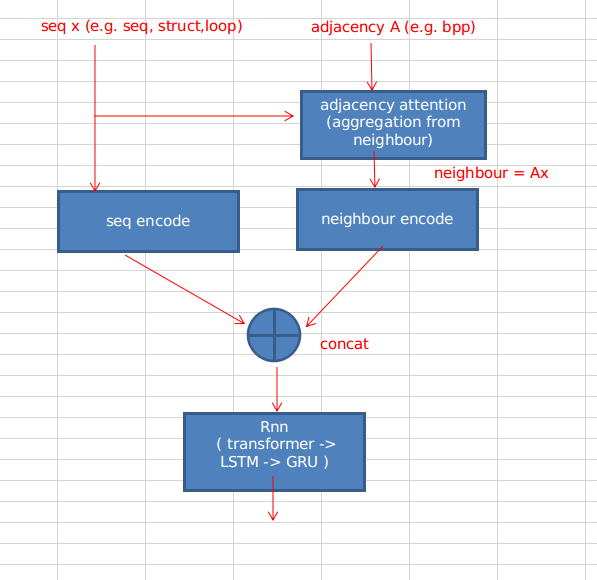 seq x (e.g. seq, struct,loop)
adjacency A (e.g. bpp)
adjacency attention
(aggregation from
neighbour)
neighbour = Ax
seq encode
neighbour encode
concat
Rnn
( transformer ->
LSTM -> GRU )